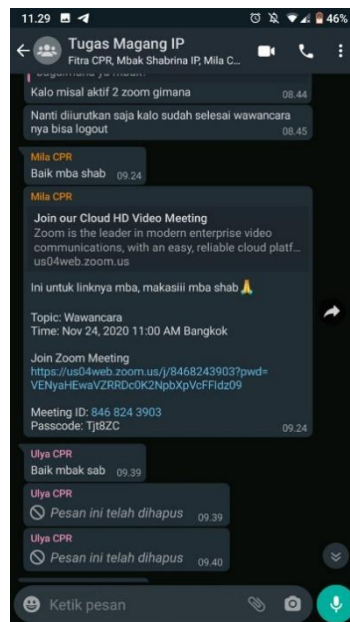 11.29
46%
Tugas Magang IP
Fitra CPR, Mbak Shabrina IP, Mila C...
Kalo misal aktif 2 zoom gimana
08.44
Nanti diiurutkan saja kalo sudah selesai wawancara
nya bisa logout
08.45
Mila CPR
Baik mba shab 09.24
Mila CPR
Join our Cloud HD Video Meeting
Zoom is the leader in modern enterprise video
communications, with an easy, reliable cloud platf...
us04web.zoom.us
Ini untuk linknya mba, makasiii mba shab🙏
Topic: Wawancara
Time: Nov 24, 2020 11:00 AM Bangkok
Join Zoom Meeting
https://us04web.zoom.us/j/8468243903?pwd=
VENyaHEwaVZRRDc0K2NpbXpVcFFIdz09
Meeting ID: 846 824 3903
Passcode: Tjt8ZC
09.24
Ulya CPR
Baik mbak sab 09.39
Ulya CPR
Pesan ini telah dihapus 09.39
Ulya CPR
Pesan ini telah dihapus 09.40
Ketik pesan